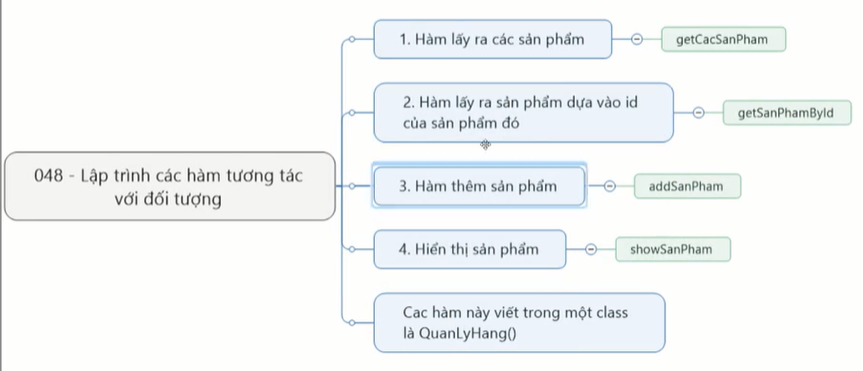 1. Hàm lấy ra các sản phẩm
getCacSanPham
2. Hàm lấy ra sản phẩm dựa vào id
của sản phẩm đó
getSanPhamById
048 - Lập trình các hàm tương tác
với đối tượng
3. Hàm thêm sản phẩm
addSanPham
4. Hiển thị sản phẩm
showSanPham
Cac hàm này viết trong một class
là QuanLyHang()